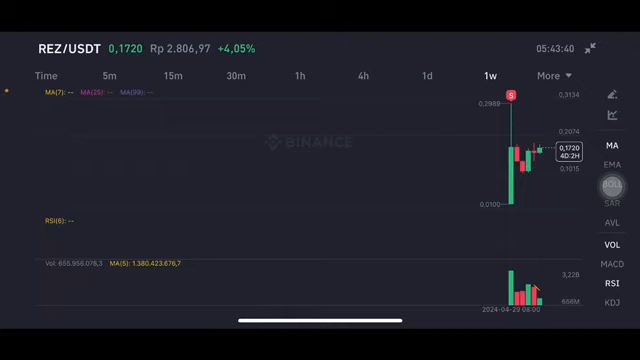 REZ/USDT 0,1720 Rp 2.806,97 +4,05% 05:43:40
Time 5m 15m 30m 1h 4h 1d 1w More
MA(7): -- MA(25): -- MA(99): --
S
0,3134
0,2989
BINANCE
0,2074
0,1720
4D:2H
0,1015
0,0100
MA
EMA
BOLL
SAR
AVL
VOL
MACD
RSI
KDJ
RSI(6): --
Vol: 655.956.078,3 MA(5): 1.380.423.676,7
3,22B
656M
2024-04-29 08:00